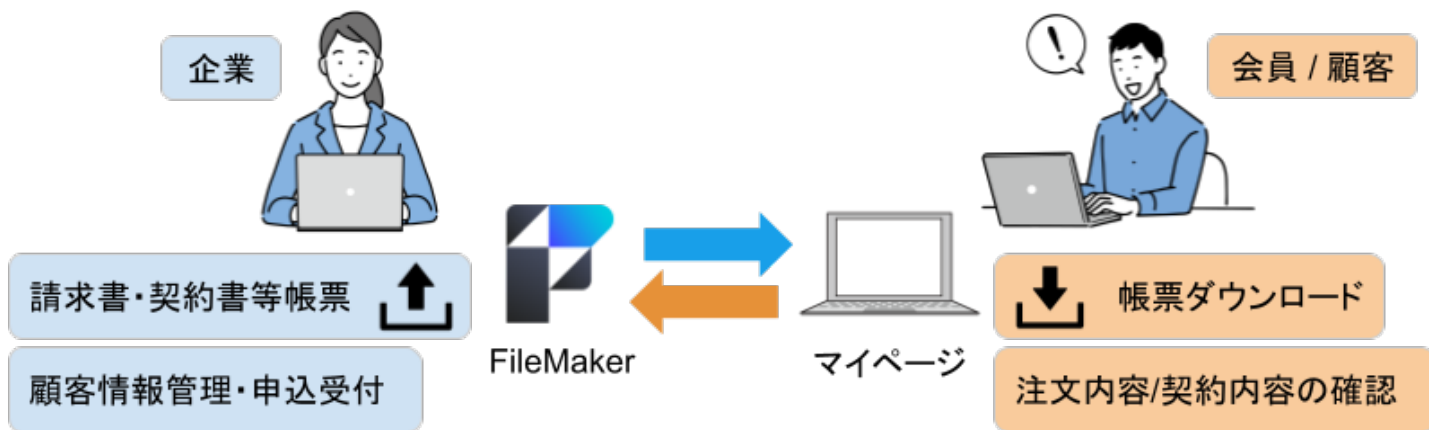 企業
!
会員 / 顧客
請求書・契約書等帳票
帳票ダウンロード
FileMaker
マイページ
顧客情報管理・申込受付
注文内容/契約内容の確認